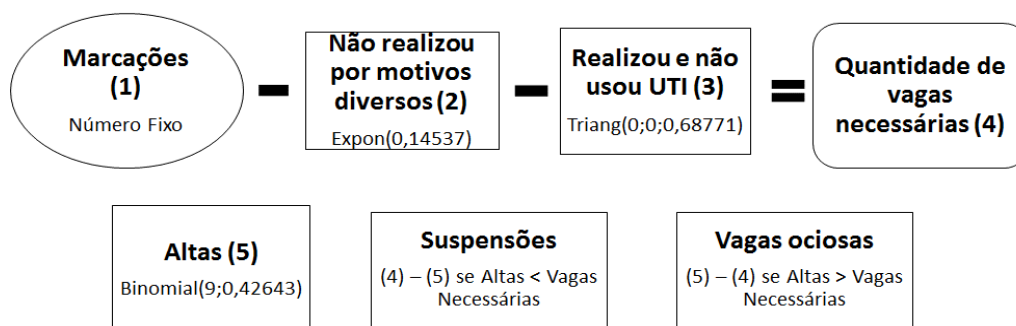 Marcações
(1)
Número Fixo
Não realizou
por motivos
diversos (2)
Expon(0,14537)
Realizou e não
usou UTI (3)
Triang(0;0;0,68771)
Quantidade de
vagas
necessárias (4)
Altas (5)
Binomial(9;0,42643)
Suspensões
(4) – (5) se Altas < Vagas
Necessárias
Vagas ociosas
(5) – (4) se Altas > Vagas
Necessárias